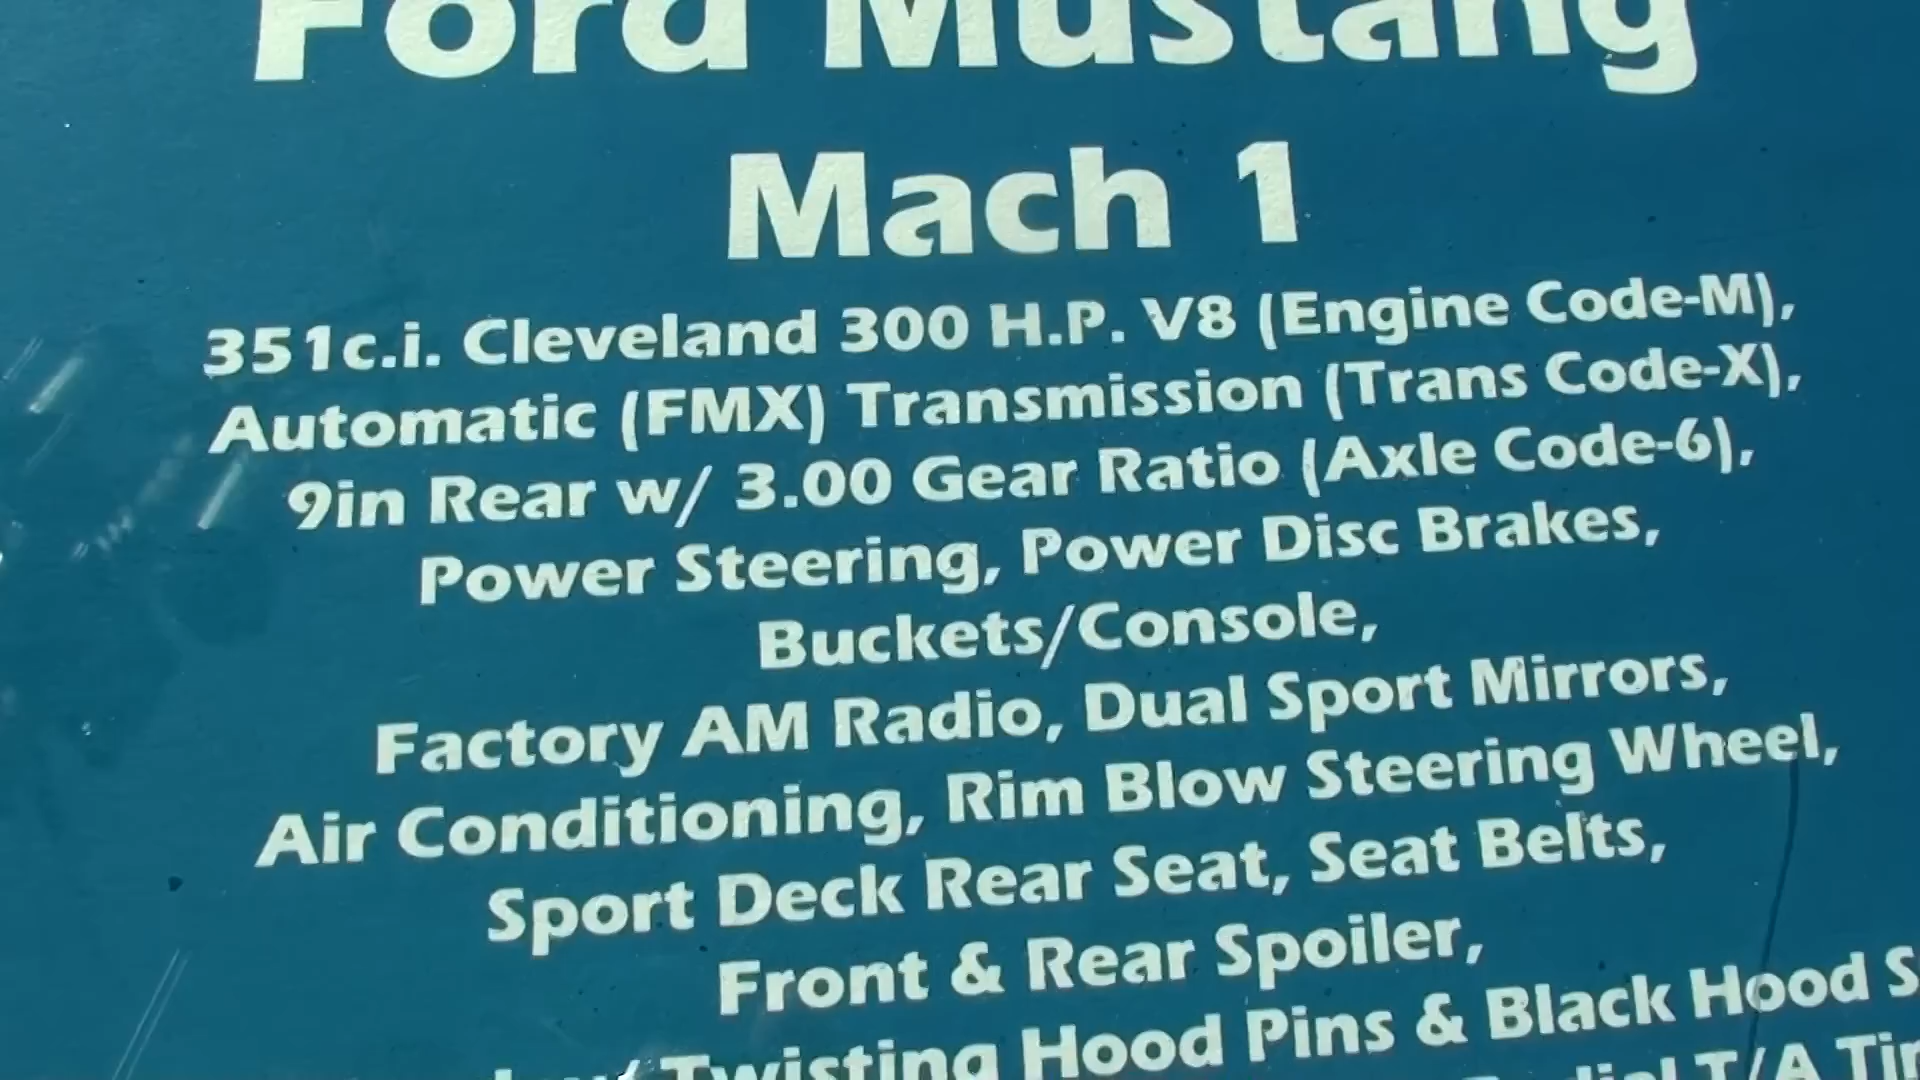 Ford Mustang
Mach 1
351c.i. Cleveland 300 H.P. V8 (Engine Code-M),
Automatic (FMX) Transmission (Trans Code-X),
9in Rear w/ 3.00 Gear Ratio (Axle Code-6),
Power Steering, Power Disc Brakes,
Buckets/Console,
Factory AM Radio, Dual Sport Mirrors,
Air Conditioning, Rim Blow Steering Wheel,
Sport Deck Rear Seat, Seat Belts,
Front & Rear Spoiler,
w/ Twisting Hood Pins & Black Hood S
T/A